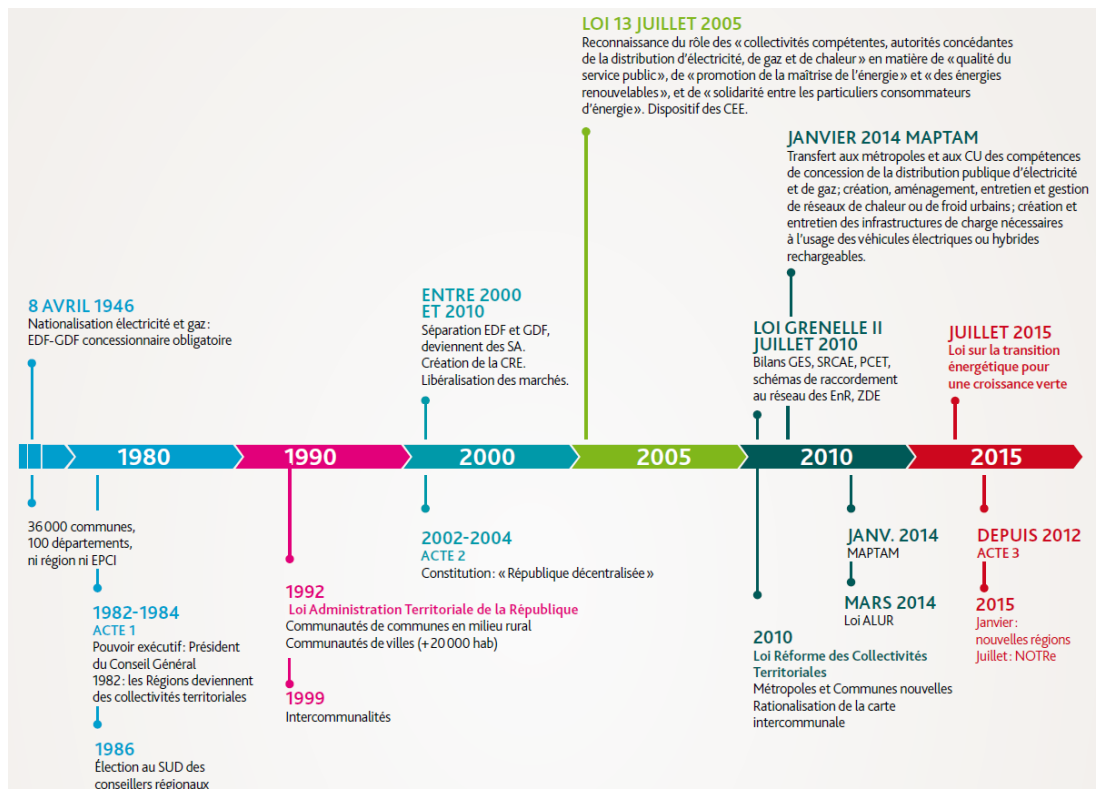 LOI 13 JUILLET 2005
Reconnaissance du rôle des « collectivités compétentes, autorités concédantes
de la distribution d'électricité, de gaz et de chaleur » en matière de « qualité du
service public », de « promotion de la maîtrise de l'énergie » et « des énergies
renouvelables », et de « solidarité entre les particuliers consommateurs
d'énergie ». Dispositif des CEE.
JANVIER 2014 MAPTAM
Transfert aux métropoles et aux CU des compétences
de concession de la distribution publique d'électricité
et de gaz ; création, aménagement, entretien et gestion
de réseaux de chaleur ou de froid urbains ; création et
entretien des infrastructures de charge nécessaires
à l'usage des véhicules électriques ou hybrides
rechargeables.
8 AVRIL 1946
Nationalisation électricité et gaz :
EDF-GDF concessionnaire obligatoire
ENTRE 2000
ET 2010
Séparation EDF et GDF,
deviennent des SA.
Création de la CRE.
Libéralisation des marchés.
LOI GRENELLE II
JUILLET 2010
Bilans GES, SRCAE, PCET,
schémas de raccordement
au réseau des EnR, ZDE
JUILLET 2015
Loi sur la transition
énergétique pour
une croissance verte
1980
1990
2000
2005
2010
2015
36 000 communes,
100 départements,
ni région ni EPCI
1982-1984
ACTE 1
Pouvoir exécutif : Président
du Conseil Général
1982 : les Régions deviennent
des collectivités territoriales
1986
Élection au SUD des
conseillers régionaux
1992
Loi Administration Territoriale de la République
Communautés de communes en milieu rural
Communautés de villes (+ 20 000 hab)
1999
Intercommunalités
2002-2004
ACTE 2
Constitution : « République décentralisée »
2010
Loi Réforme des Collectivités
Territoriales
Métropoles et Communes nouvelles
Rationalisation de la carte
intercommunale
JANV. 2014
MAPTAM
MARS 2014
Loi ALUR
DEPUIS 2012
ACTE 3
2015
Janvier :
nouvelles régions
Juillet : NOTRe